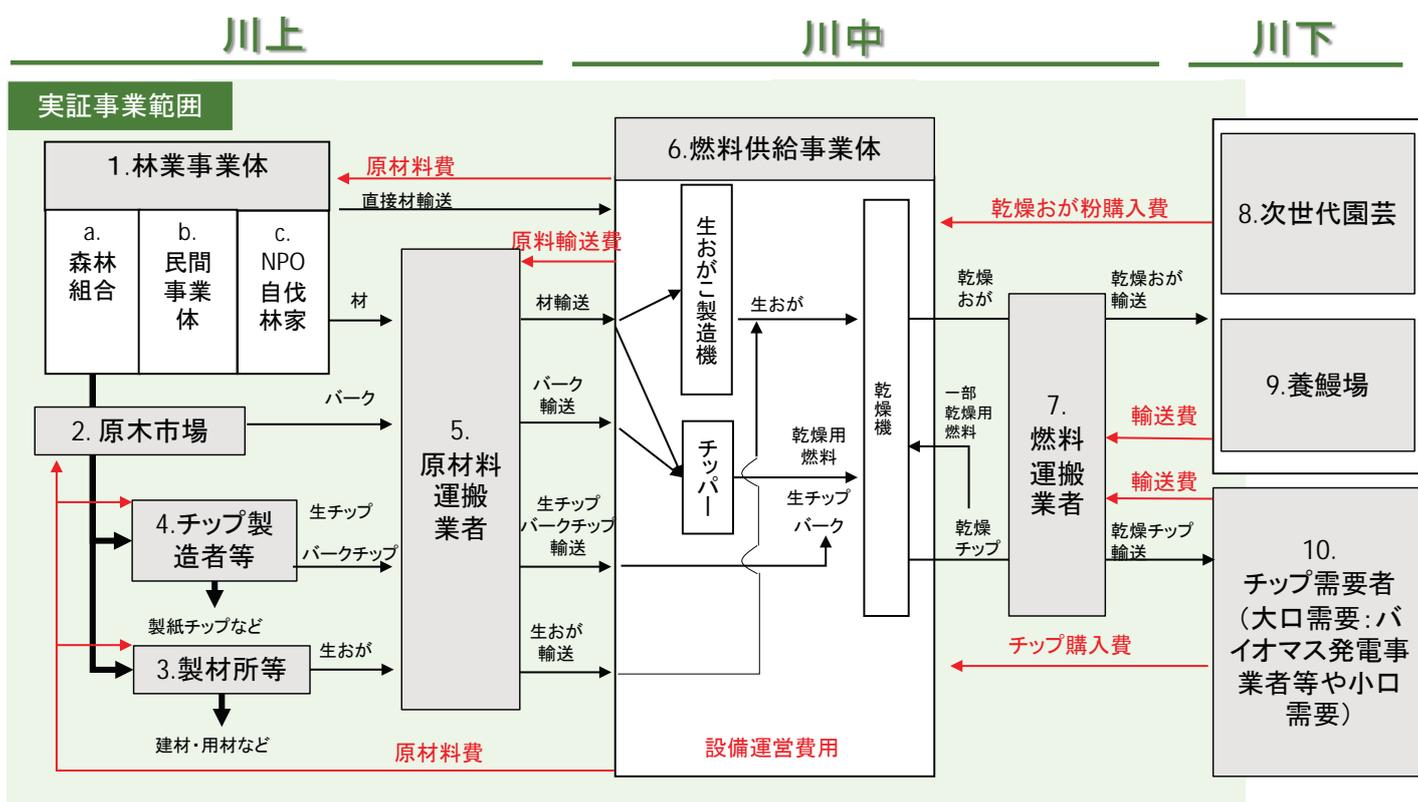 川上
川中
川下
実証事業範囲
1.林業事業体
a.
森林
組合
b.
民間
事業
体
c.
NPO
自伐
林家
2.原木市場
4.チップ製
造者等
製紙チップなど
3.製材所等
建材・用材など
材
バーク
生チップ
バークチップ
生おが
5.
原材料
運搬
業者
原材料費
直接材輸送
原料輸送費
材輸送
バーク
輸送
生チップ
バークチップ
輸送
生おが
輸送
原材料費
6.燃料供給事業体
生おがこ製造機
チッパー
生おが
乾燥用
燃料
生チップ
バーク
乾燥機
設備運営費用
乾燥
おが
一部
乾燥用
燃料
乾燥
チップ
7.
燃料
運搬
業者
乾燥おが粉購入費
乾燥おが
輸送
輸送費
輸送費
乾燥チップ
輸送
チップ購入費
8.次世代園芸
9.養鰻場
10.
チップ需要者
(大口需要:バ
イオマス発電事
業者等や小口
需要)